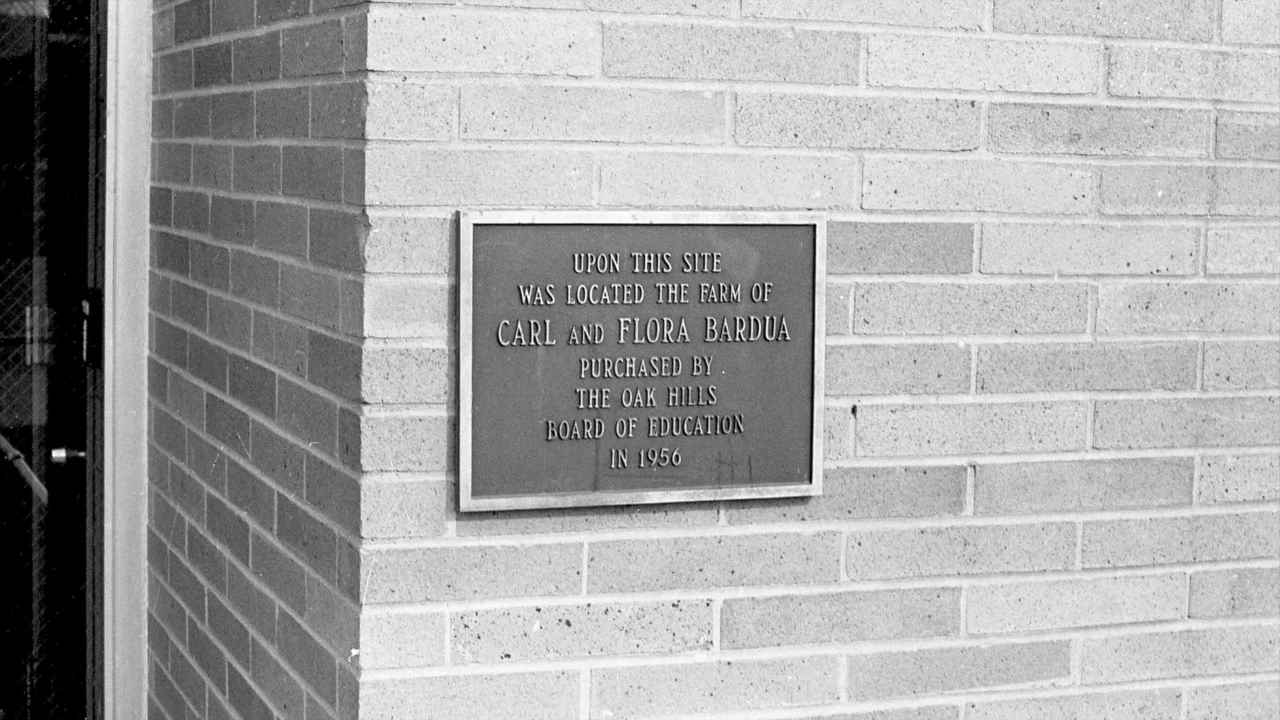 UPON THIS SITE
WAS LOCATED THE FARM OF
CARL AND FLORA BARDUA
PURCHASED BY
THE OAK HILLS
BOARD OF EDUCATION
IN 1956